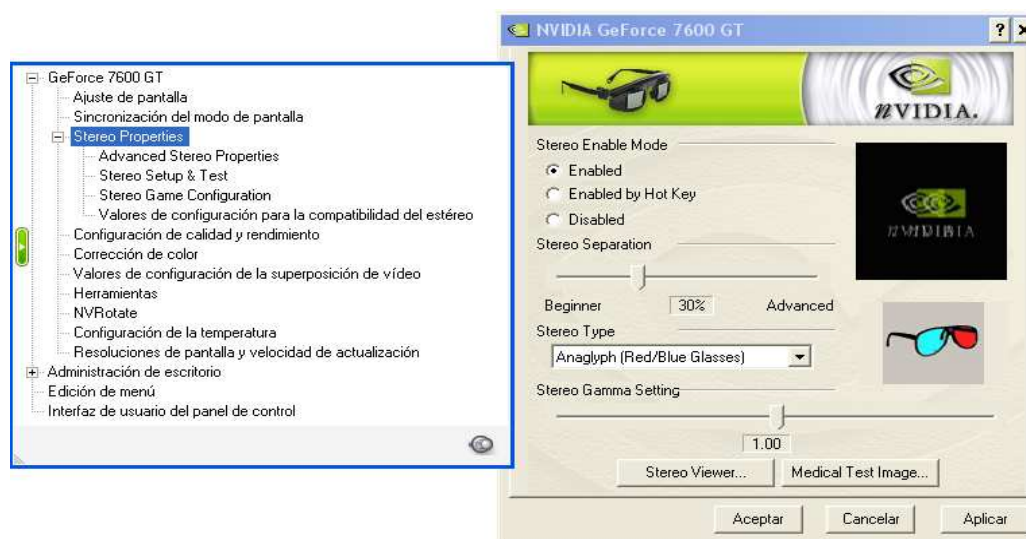 GeForce 7600 GT
Ajuste de pantalla
Sincronización del modo de pantalla
Stereo Properties
Advanced Stereo Properties
Stereo Setup & Test
Stereo Game Configuration
Valores de configuración para la compatibilidad del estéreo
Configuración de calidad y rendimiento
Corrección de color
Valores de configuración de la superposición de vídeo
Herramientas
NVRotate
Configuración de la temperatura
Resoluciones de pantalla y velocidad de actualización
Administración de escritorio
Edición de menú
Interfaz de usuario del panel de control
NVIDIA GeForce 7600 GT
nVIDIA.
Stereo Enable Mode
Enabled
Enabled by Hot Key
Disabled
Stereo Separation
Beginner 30% Advanced
Stereo Type
Anaglyph (Red/Blue Glasses)
Stereo Gamma Setting
1.00
Stereo Viewer... Medical Test Image...
Aceptar Cancelar Aplicar